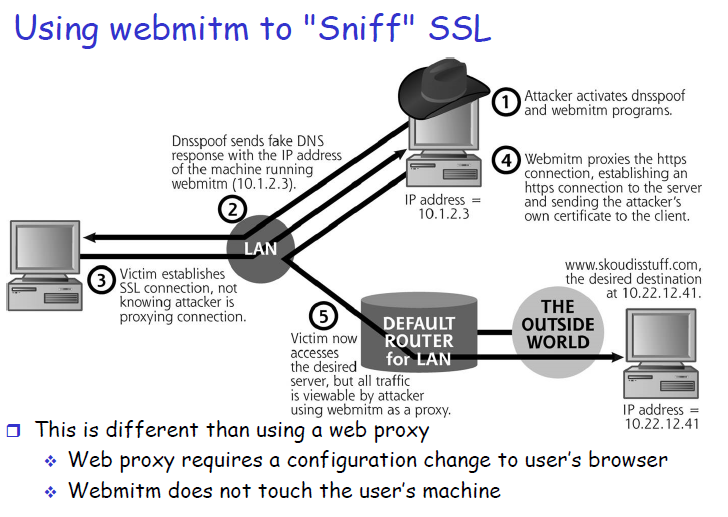 Using webmitm to "Sniff" SSL
1 Attacker activates dnsspoof
and webmitm programs.
Dnsspoof sends fake DNS
response with the IP address
of the machine running
webmitm (10.1.2.3).
2
4 Webmitm proxies the https
connection, establishing an
https connection to the server
and sending the attacker's
own certificate to the client.
IP address =
10.1.2.3
LAN
3 Victim establishes
SSL connection, not
knowing attacker is
proxying connection.
www.skoudisstuff.com,
the desired destination
at 10.22.12.41.
5
Victim now
accesses
the desired
server, but all traffic
is viewable by attacker
using webmitm as a proxy.
DEFAULT
ROUTER
for LAN
THE
OUTSIDE
WORLD
IP address =
10.22.12.41
This is different than using a web proxy
Web proxy requires a configuration change to user's browser
Webmitm does not touch the user's machine